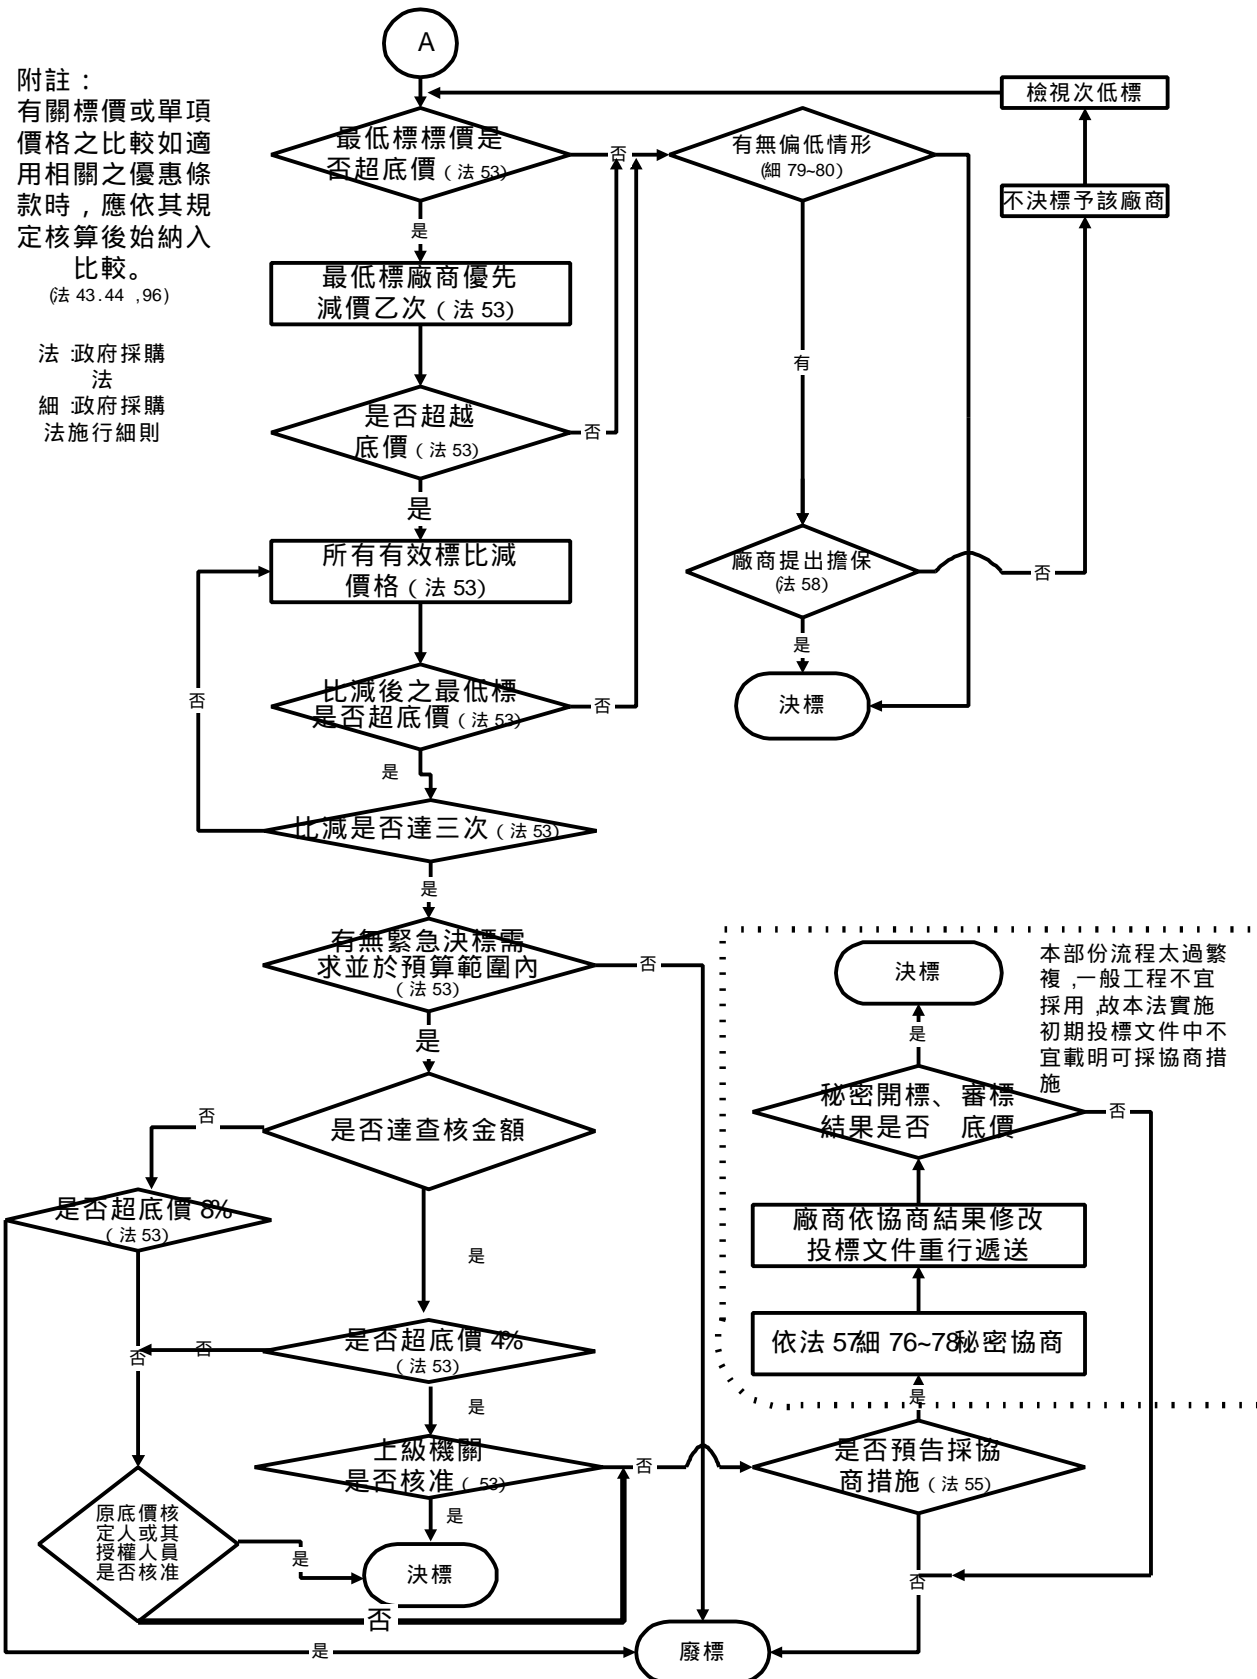 A
附註：
有關標價或單項
價格之比較如適
用相關之優惠條
款時，應依其規
定核算後始納入
比較。
(法 43.44 ,96)
法 :政府採購
法
細 :政府採購
法施行細則
檢視次低標
最低標標價是
否超底價（法 53）
否
有無偏低情形
(細 79~80)
不決標予該廠商
是
最低標廠商優先
減價乙次（法 53）
有
是否超越
底價（法 53）
否
是
所有有效標比減
價格（法 53）
廠商提出擔保
(法 58)
否
是
決標
否
比減後之最低標
是否超底價（法 53）
否
是
比減是否達三次（法 53）
是
有無緊急決標需
求並於預算範圍內
（法 53）
否
是
決標
本部份流程太過繁
複 ,一般工程不宜
採用 ,故本法實施
初期投標文件中不
宜載明可採協商措
施
是
秘密開標、審標
結果是否　底價
否
否
是否達查核金額
是否超底價 8%
（法 53）
廠商依協商結果修改
投標文件重行遞送
是
是否超底價 4%
（法 53）
否
否
依法 57細 76~78秘密協商
是
是
上級機關
是否核准（ 53）
否
是否預告採協
商措施（法 55）
是
原底價核
定人或其
授權人員
是否核准
是
決標
否
否
是
廢標